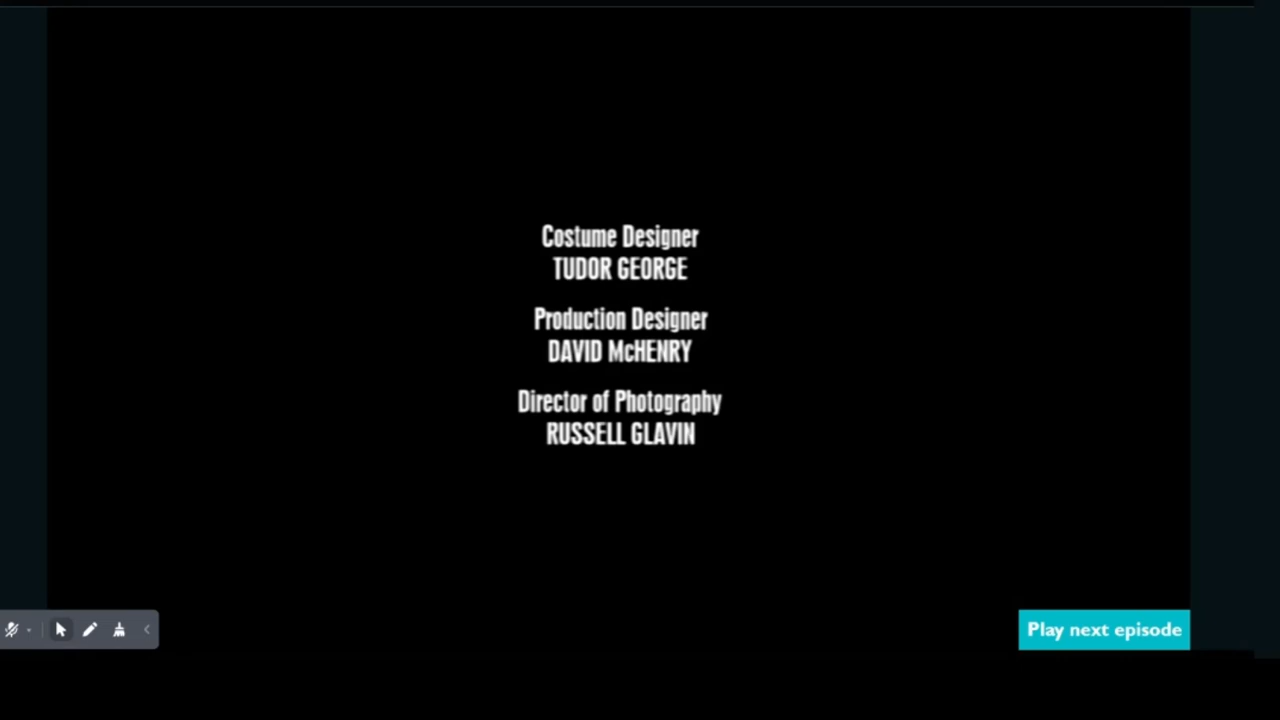 Costume Designer
TUDOR GEORGE
Production Designer
DAVID McHENRY
Director of Photography
RUSSELL GLAVIN
Play next episode